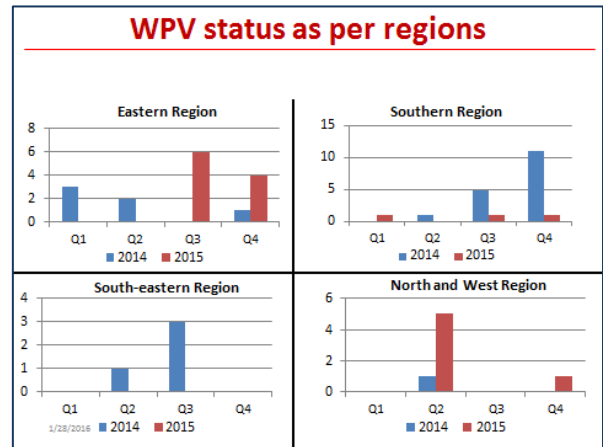 WPV status as per regions
Eastern Region
8
6
4
2
0
Q1 Q2 Q3 Q4
2014 2015
Southern Region
15
10
5
0
Q1 Q2 Q3 Q4
2014 2015
South-eastern Region
4
3
2
1
0
Q1 Q2 Q3 Q4
1/28/2016 2014 2015
North and West Region
6
4
2
0
Q1 Q2 Q3 Q4
2014 2015